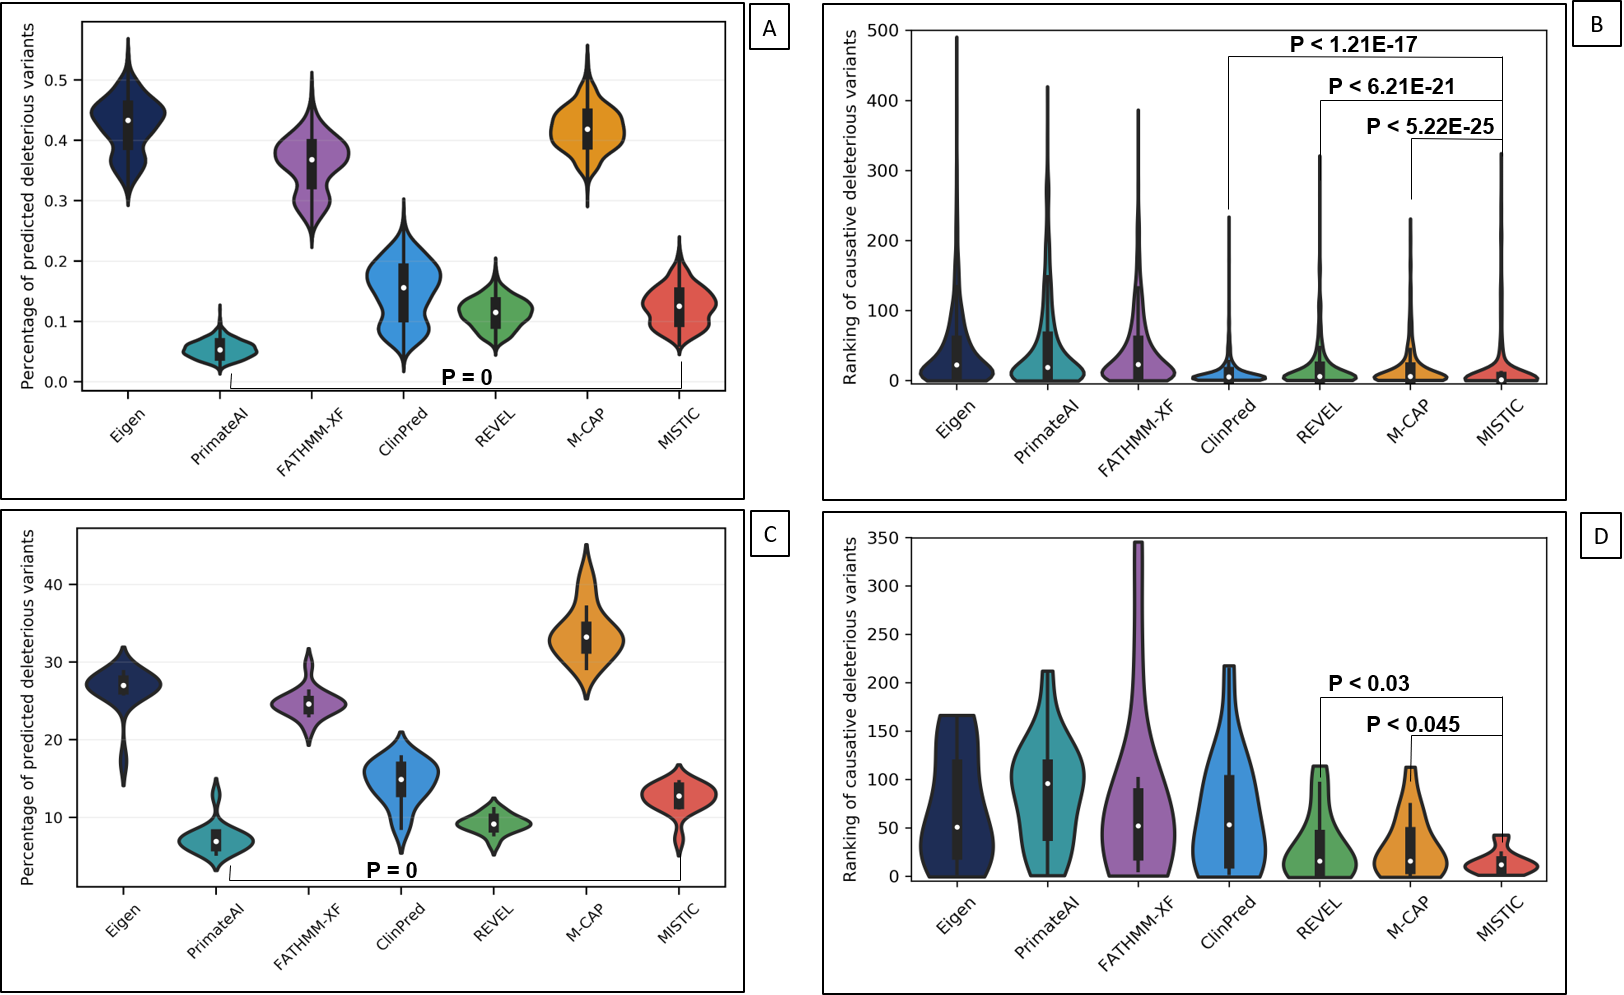 A
Percentage of predicted deleterious variants
0.5
0.4
0.3
0.2
0.1
0.0
P = 0
Eigen
PrimateAI
FATHMM-XF
ClinPred
REVEL
M-CAP
MISTIC
B
Ranking of causative deleterious variants
500
400
300
200
100
0
P < 1.21E-17
P < 6.21E-21
P < 5.22E-25
Eigen
PrimateAI
FATHMM-XF
ClinPred
REVEL
M-CAP
MISTIC
C
Percentage of predicted deleterious variants
40
30
20
10
P = 0
Eigen
PrimateAI
FATHMM-XF
ClinPred
REVEL
M-CAP
MISTIC
D
Ranking of causative deleterious variants
350
300
250
200
150
100
50
0
P < 0.03
P < 0.045
Eigen
PrimateAI
FATHMM-XF
ClinPred
REVEL
M-CAP
MISTIC